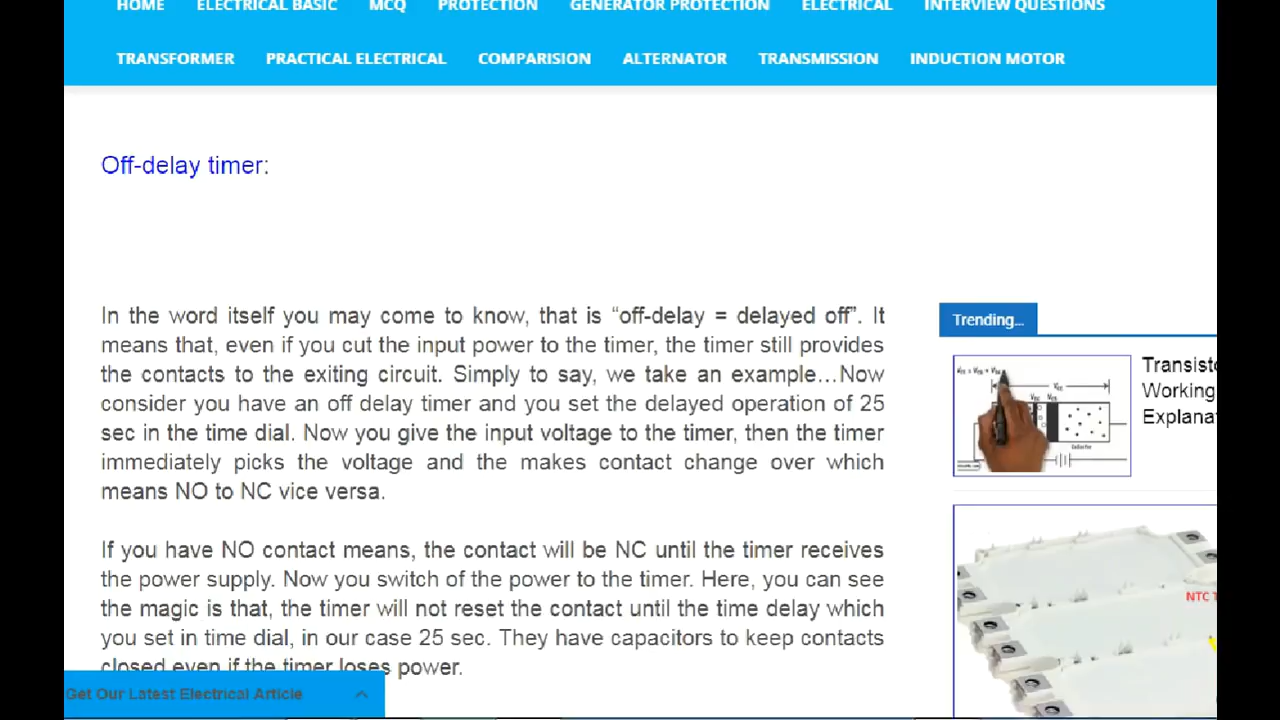 HOME ELECTRICAL BASIC MCQ PROTECTION GENERATOR PROTECTION ELECTRICAL INTERVIEW QUESTIONS
TRANSFORMER PRACTICAL ELECTRICAL COMPARISION ALTERNATOR TRANSMISSION INDUCTION MOTOR
Off-delay timer:
In the word itself you may come to know, that is “off-delay = delayed off”. It
means that, even if you cut the input power to the timer, the timer still provides
the contacts to the exiting circuit. Simply to say, we take an example…Now
consider you have an off delay timer and you set the delayed operation of 25
sec in the time dial. Now you give the input voltage to the timer, then the timer
immediately picks the voltage and the makes contact change over which
means NO to NC vice versa.
If you have NO contact means, the contact will be NC until the timer receives
the power supply. Now you switch of the power to the timer. Here, you can see
the magic is that, the timer will not reset the contact until the time delay which
you set in time dial, in our case 25 sec. They have capacitors to keep contacts
closed even if the timer loses power.
Get Our Latest Electrical Article
Trending...
Transisto
Working
Explanat
Collector
NTC T